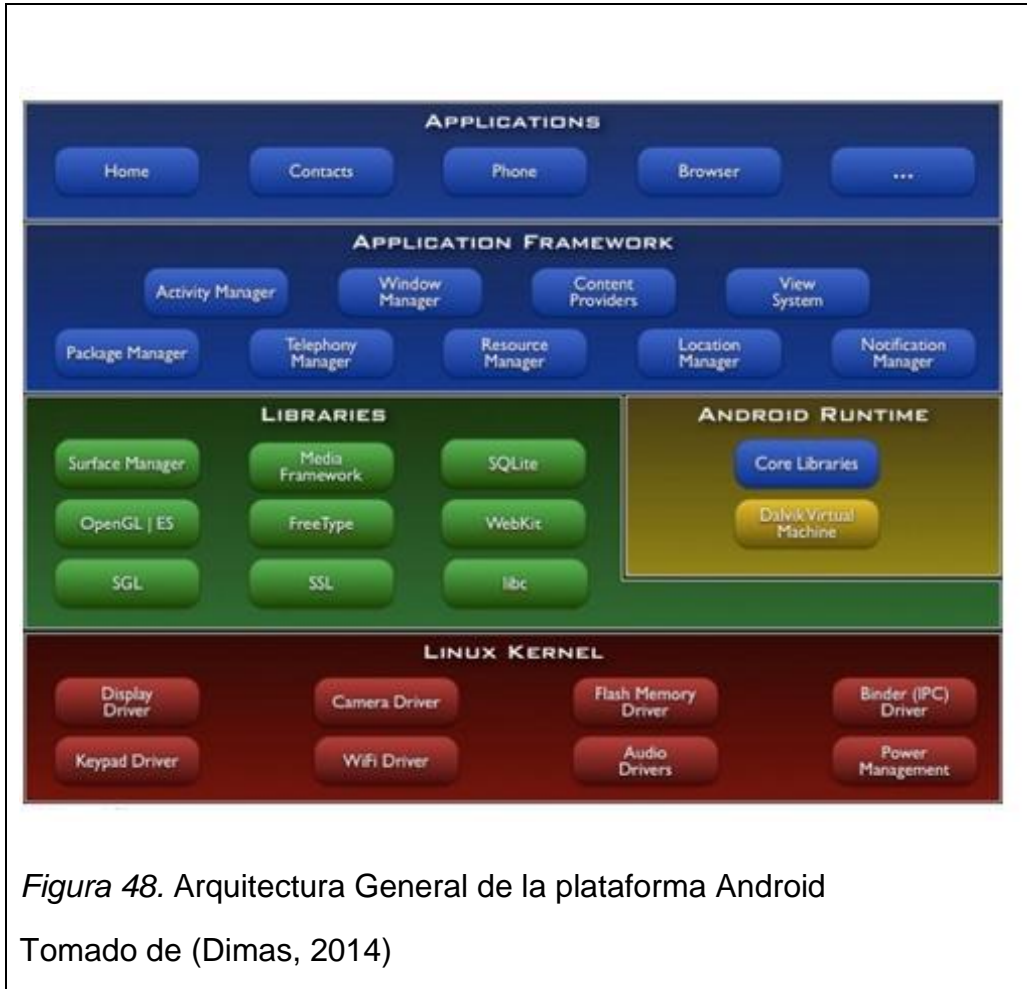 APPLICATIONS
Home Contacts Phone Browser ...
APPLICATION FRAMEWORK
Activity Manager Window Manager Content Providers View System
Package Manager Telephony Manager Resource Manager Location Manager Notification Manager
LIBRARIES
Surface Manager Media Framework SQLite
OpenGL | ES FreeType WebKit
SGL SSL libc
ANDROID RUNTIME
Core Libraries
Dalvik Virtual Machine
LINUX KERNEL
Display Driver Camera Driver Flash Memory Driver Binder (IPC) Driver
Keypad Driver WiFi Driver Audio Drivers Power Management
Figura 48. Arquitectura General de la plataforma Android
Tomado de (Dimas, 2014)